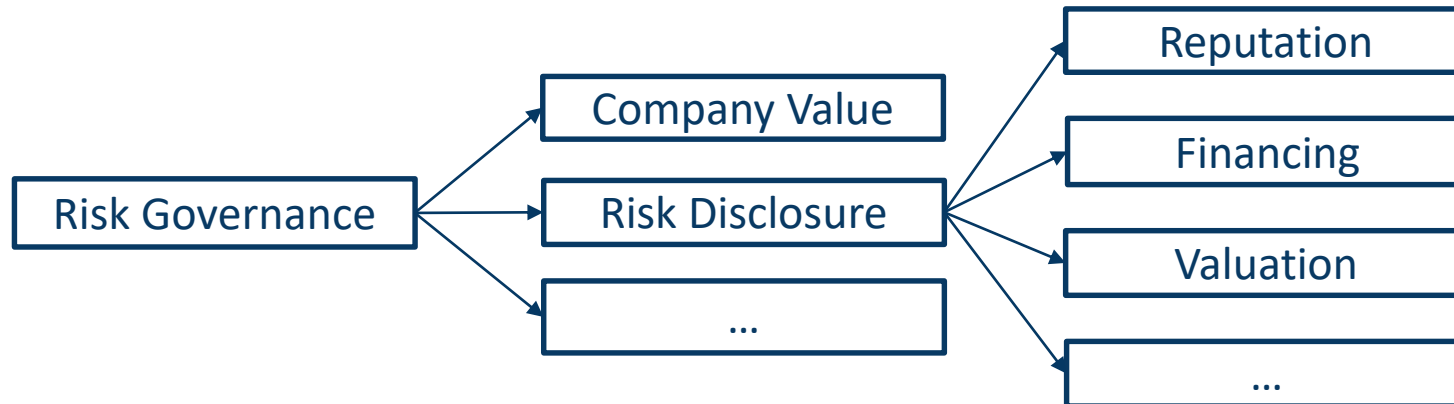 Risk Governance
Company Value
Risk Disclosure
...
Reputation
Financing
Valuation
...